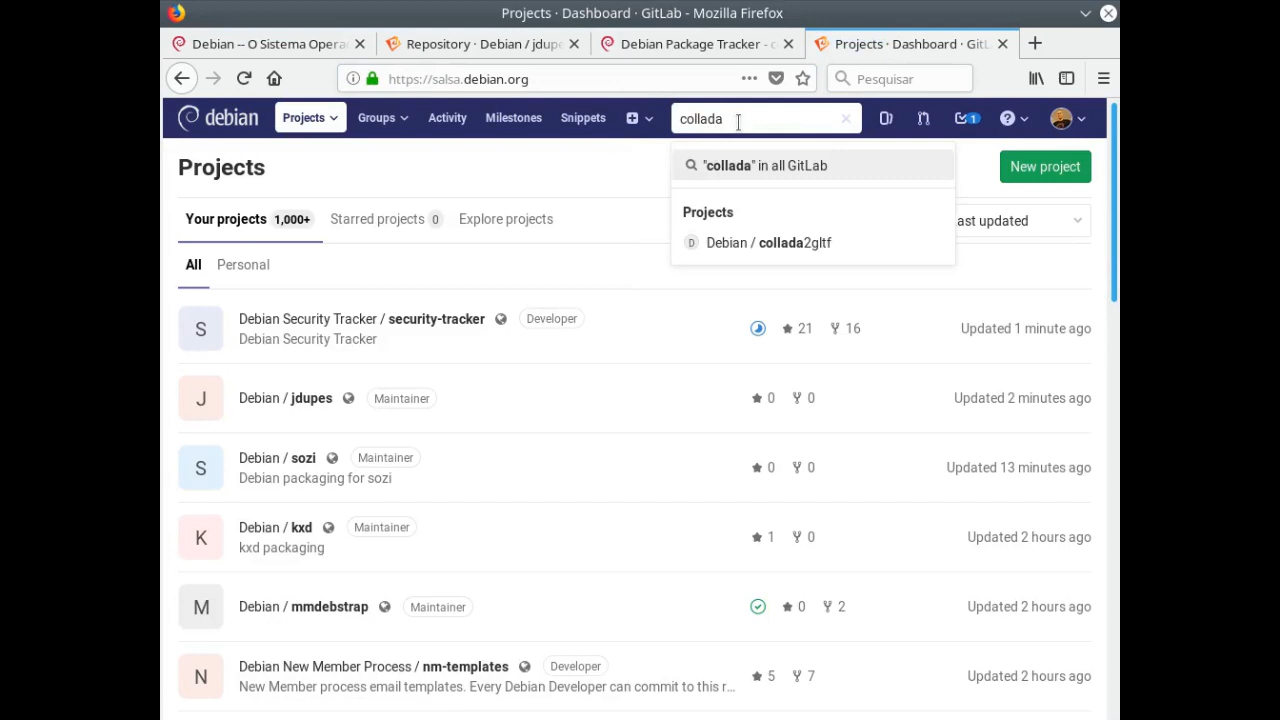 Projects · Dashboard · GitLab - Mozilla Firefox
Debian -- O Sistema Opera
Repository · Debian / jdupe
Debian Package Tracker - c
Projects · Dashboard · GitL
https://salsa.debian.org
Pesquisar
debian
Projects
Groups
Activity
Milestones
Snippets
collada
1
Projects
"collada" in all GitLab
New project
Your projects 1,000+
Starred projects 0
Explore projects
Projects
ast updated
D Debian / collada2gltf
All
Personal
S
Debian Security Tracker / security-tracker
Developer
Debian Security Tracker
21
16
Updated 1 minute ago
J
Debian / jdupes
Maintainer
0
0
Updated 2 minutes ago
S
Debian / sozi
Maintainer
Debian packaging for sozi
0
0
Updated 13 minutes ago
K
Debian / kxd
Maintainer
kxd packaging
1
0
Updated 2 hours ago
M
Debian / mmdebstrap
Maintainer
0
2
Updated 2 hours ago
N
Debian New Member Process / nm-templates
Developer
New Member process email templates. Every Debian Developer can commit to this r...
5
7
Updated 2 hours ago